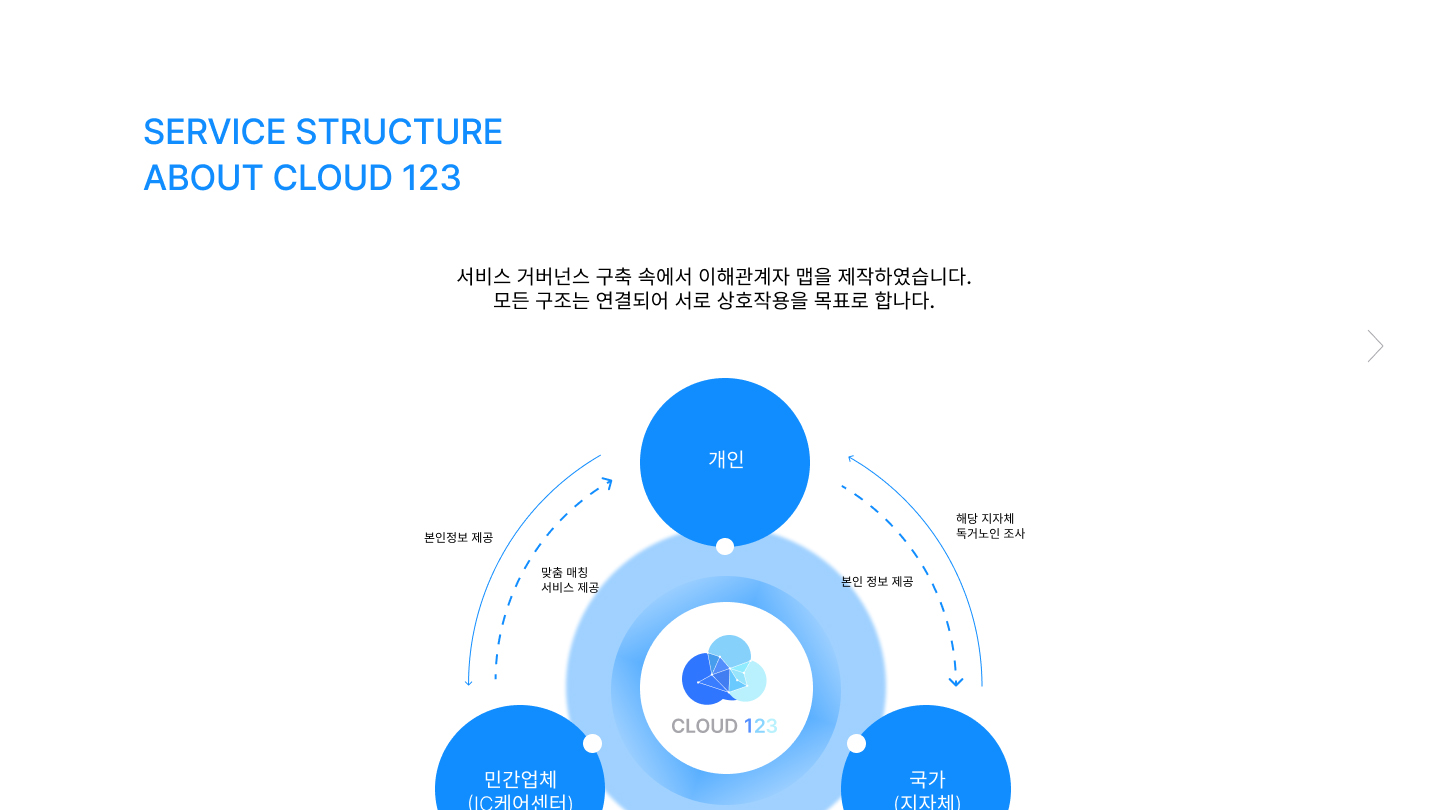 SERVICE STRUCTURE
ABOUT CLOUD 123
서비스 거버넌스 구축 속에서 이해관계자 맵을 제작하였습니다.
모든 구조는 연결되어 서로 상호작용을 목표로 합나다.
개인
본인정보 제공
맞춤 매칭
서비스 제공
해당 지자체
독거노인 조사
본인 정보 제공
CLOUD 123
민간업체
(IC케어센터)
국가
(지자체)